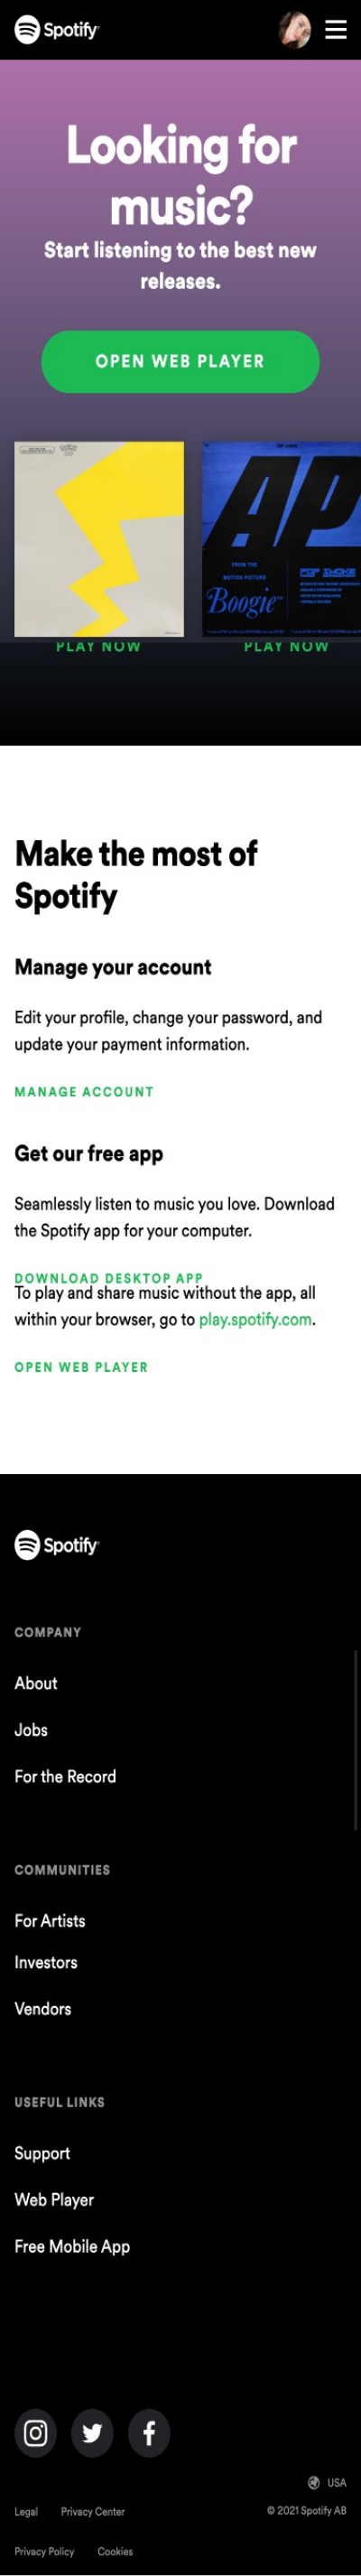 Spotify
Looking for
music?
Start listening to the best new
releases.
OPEN WEB PLAYER
AP
FROM THE
MOTION PICTURE
Boogie
POP SMOKE
PLAY NOW
PLAY NOW
Make the most of
Spotify
Manage your account
Edit your profile, change your password, and
update your payment information.
MANAGE ACCOUNT
Get our free app
Seamlessly listen to music you love. Download
the Spotify app for your computer.
DOWNLOAD DESKTOP APP
To play and share music without the app, all
within your browser, go to play.spotify.com.
OPEN WEB PLAYER
Spotify
COMPANY
About
Jobs
For the Record
COMMUNITIES
For Artists
Investors
Vendors
USEFUL LINKS
Support
Web Player
Free Mobile App
USA
Legal Privacy Center © 2021 Spotify AB
Privacy Policy Cookies